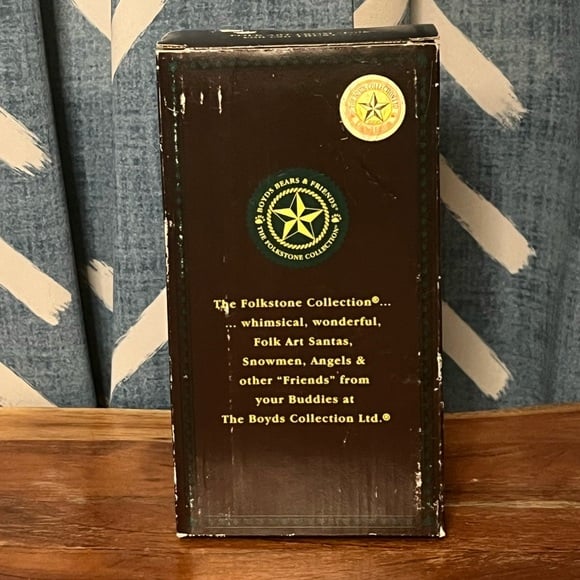 BOYDS BEARS & FRIENDS®
THE FOLKSTONE COLLECTION®
The Folkstone Collection®...
... whimsical, wonderful,
Folk Art Santas,
Snowmen, Angels &
other "Friends" from
your Buddies at
The Boyds Collection Ltd.®